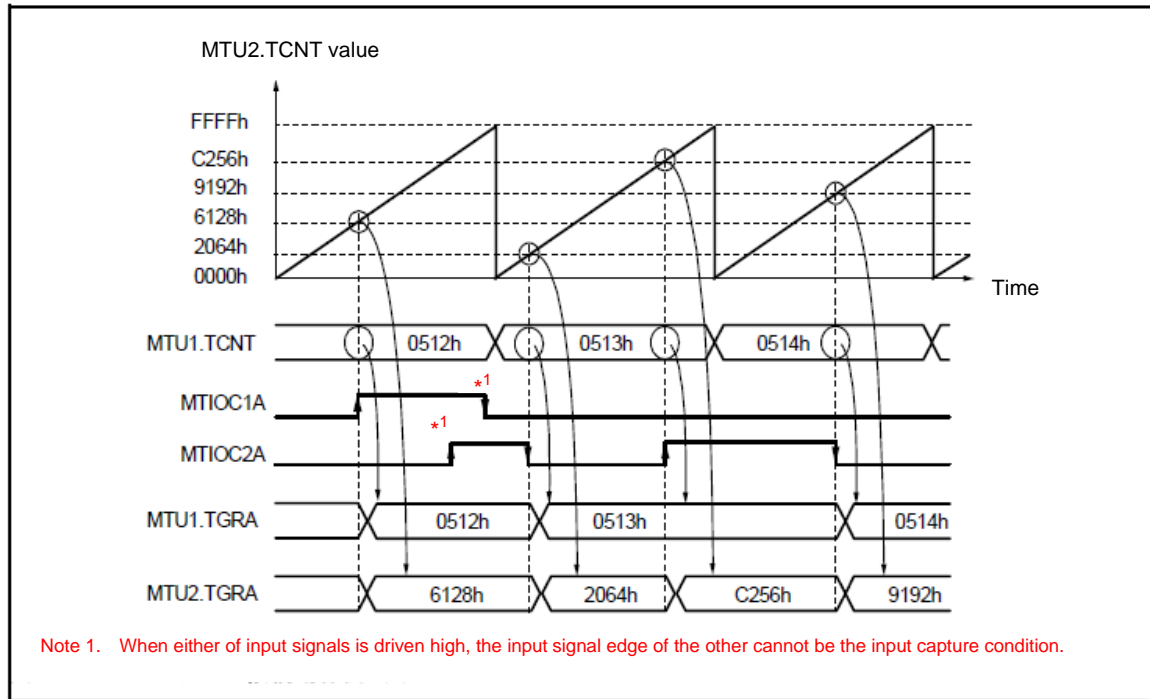 MTU2.TCNT value
FFFFh
C256h
9192h
6128h
2064h
0000h
Time
MTU1.TCNT 0512h 0513h 0514h
*1
MTIOC1A
*1
MTIOC2A
MTU1.TGRA 0512h 0513h 0514h
MTU2.TGRA 6128h 2064h C256h 9192h
Note 1. When either of input signals is driven high, the input signal edge of the other cannot be the input capture condition.